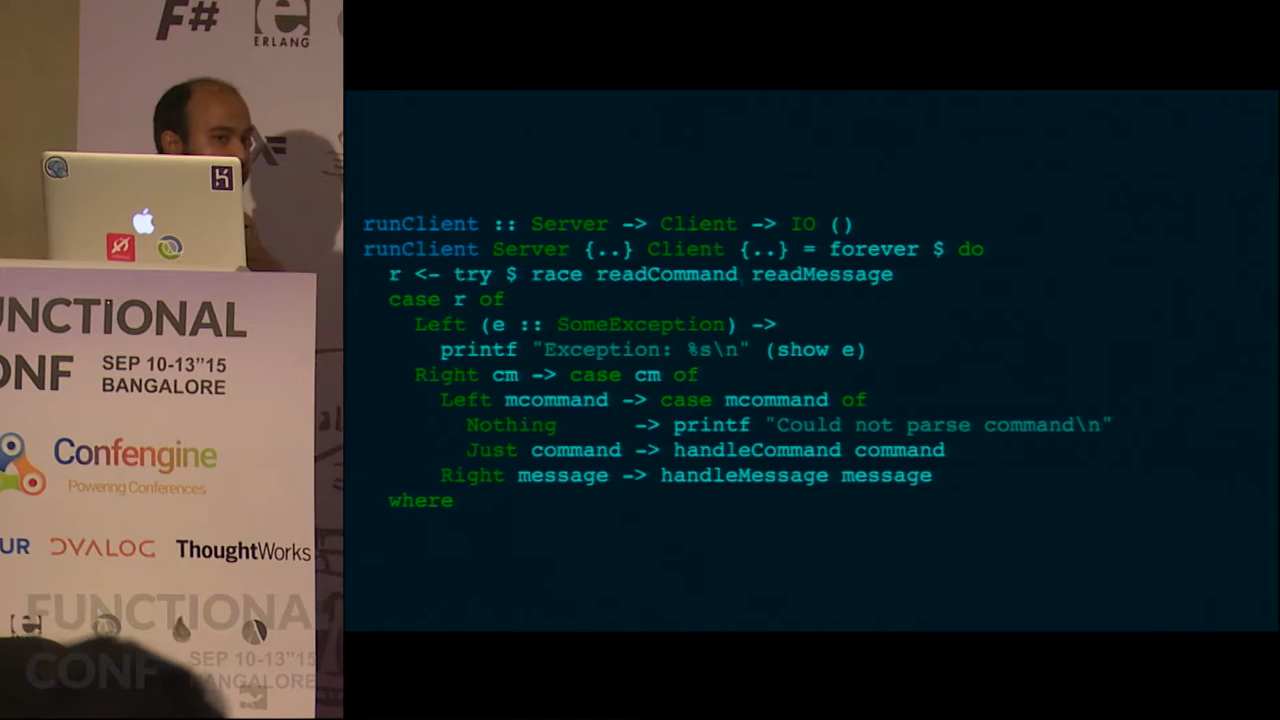 F#
ERLANG
UNCTIONAL
ONF
SEP 10-13"15
BANGALORE
Confengine
Powering Conferences
UR
DYALOG
ThoughtWorks
FUNCTIONA
CONF
SEP 10-13"15
ANGALORE
runClient :: Server -> Client -> IO ()
runClient Server {..} Client {..} = forever $ do
r <- try $ race readCommand readMessage
case r of
Left (e :: SomeException) ->
printf "Exception: %s\n" (show e)
Right cm -> case cm of
Left mcommand -> case mcommand of
Nothing -> printf "Could not parse command\n"
Just command -> handleCommand command
Right message -> handleMessage message
where